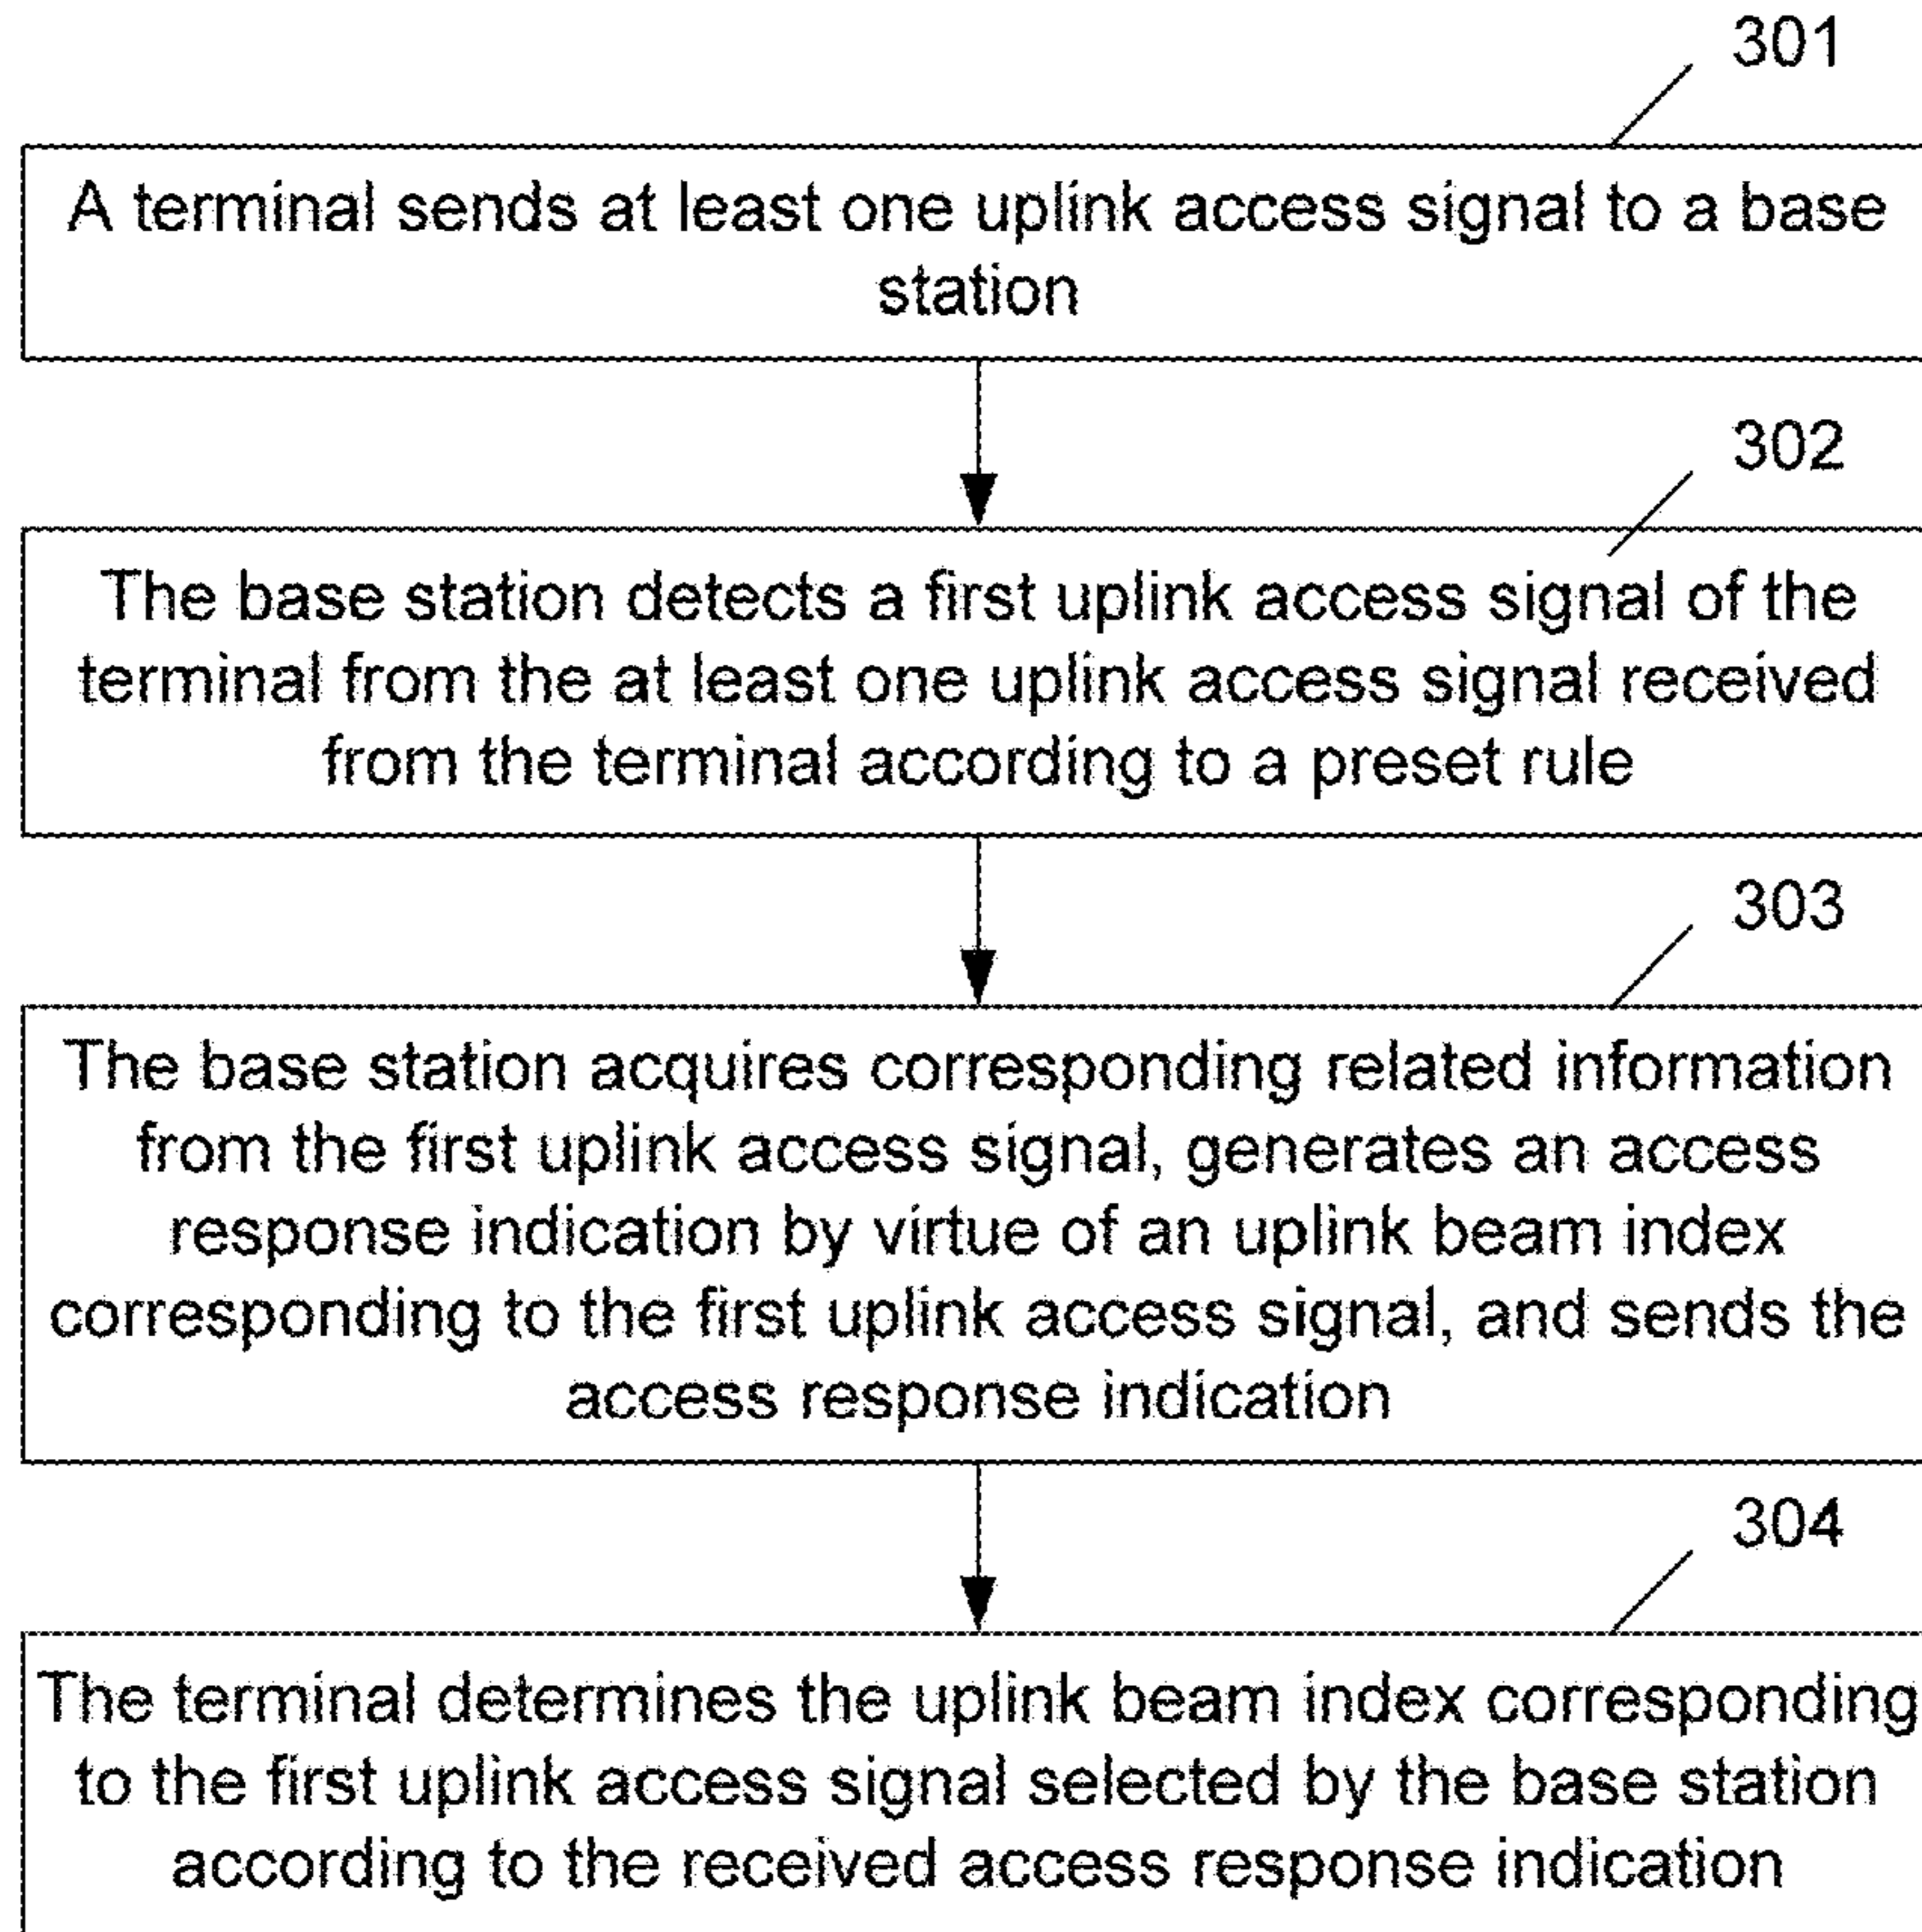 301
A terminal sends at least one uplink access signal to a base
station
302
The base station detects a first uplink access signal of the
terminal from the at least one uplink access signal received
from the terminal according to a preset rule
303
The base station acquires corresponding related information
from the first uplink access signal, generates an access
response indication by virtue of an uplink beam index
corresponding to the first uplink access signal, and sends the
access response indication
304
The terminal determines the uplink beam index corresponding
to the first uplink access signal selected by the base station
according to the received access response indication